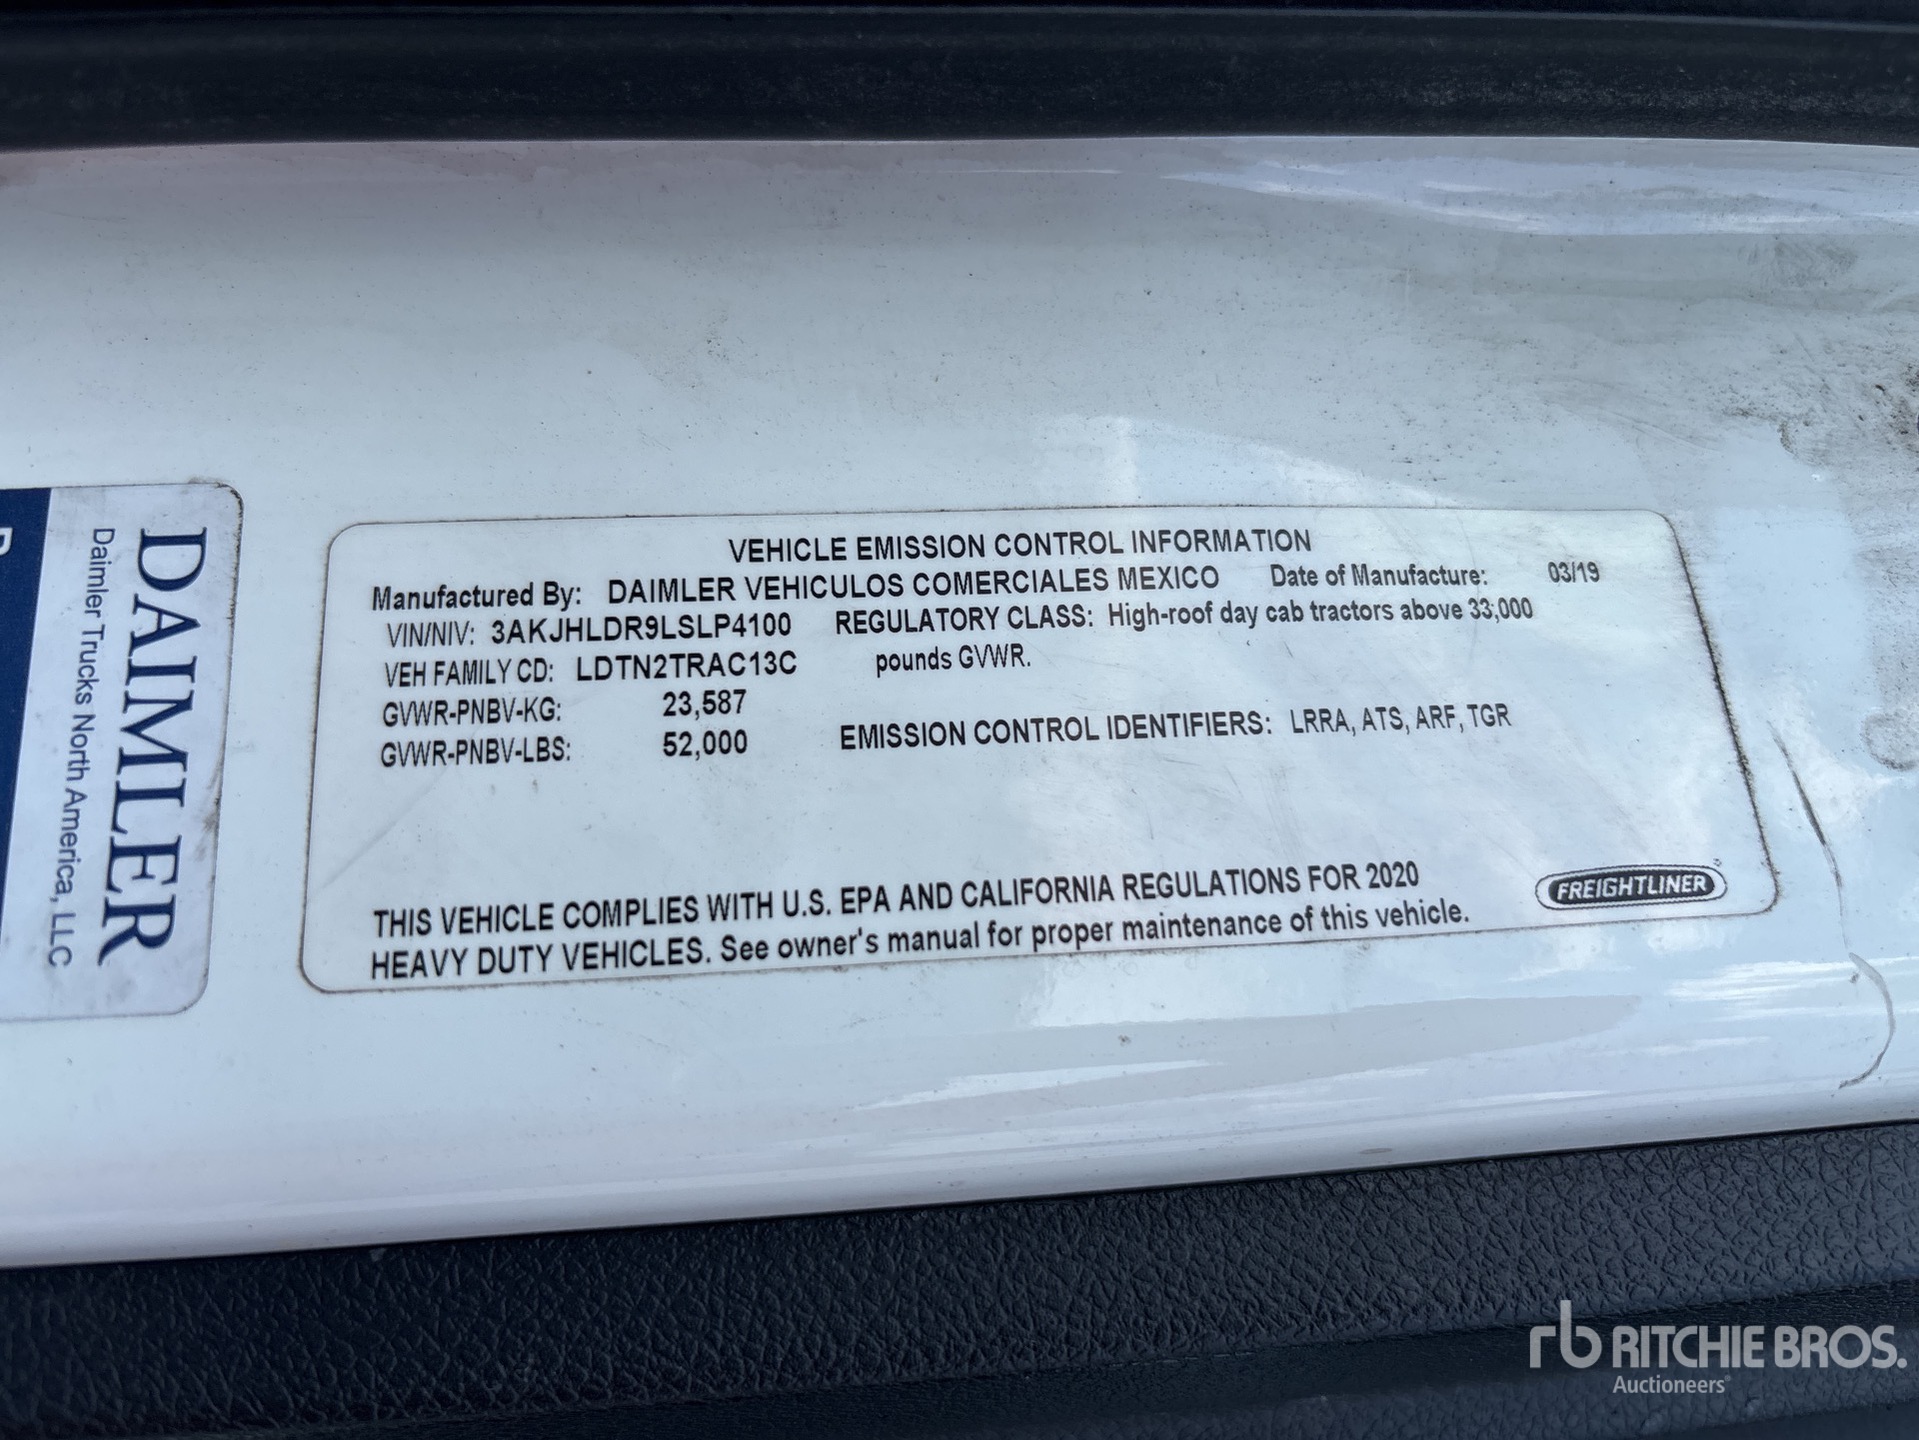 DAIMLER
Daimler Trucks North America, LLC
VEHICLE EMISSION CONTROL INFORMATION
Manufactured By: DAIMLER VEHICULOS COMERCIALES MEXICO Date of Manufacture: 03/19
VIN/NIV: 3AKJHLDR9LSLP4100 REGULATORY CLASS: High-roof day cab tractors above 33,000
VEH FAMILY CD: LDTN2TRAC13C pounds GVWR.
GVWR-PNBV-KG: 23,587
GVWR-PNBV-LBS: 52,000 EMISSION CONTROL IDENTIFIERS: LRRA, ATS, ARF, TGR
THIS VEHICLE COMPLIES WITH U.S. EPA AND CALIFORNIA REGULATIONS FOR 2020
HEAVY DUTY VEHICLES. See owner's manual for proper maintenance of this vehicle.
FREIGHTLINER
rb RITCHIE BROS.
Auctioneers